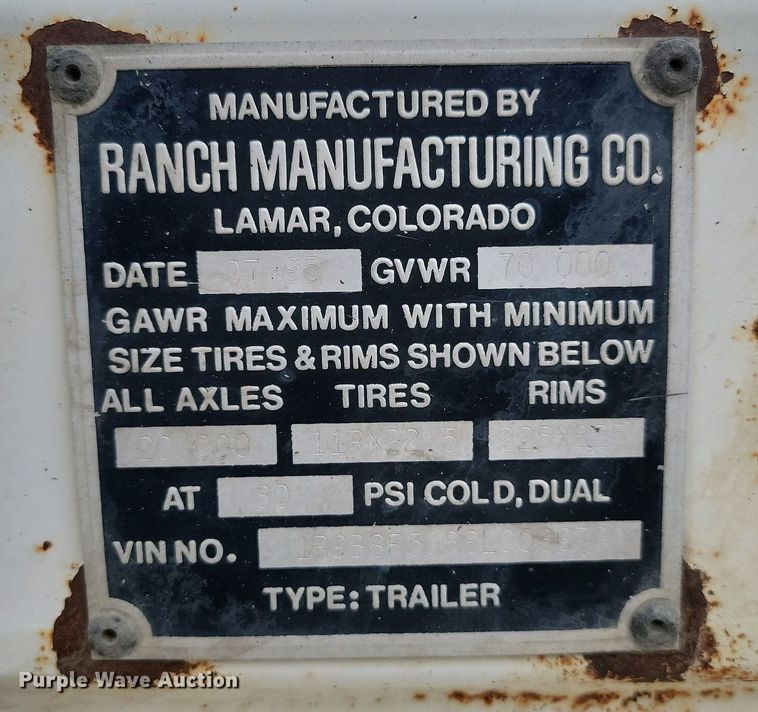 MANUFACTURED BY
RANCH MANUFACTURING CO.
LAMAR, COLORADO
DATE 07 95 GVWR 70 000
GAWR MAXIMUM WITH MINIMUM
SIZE TIRES & RIMS SHOWN BELOW
ALL AXLES TIRES RIMS
20 000 11RX22.5
AT PSI COLD, DUAL
VIN NO.
TYPE: TRAILER
Purple Wave Auction